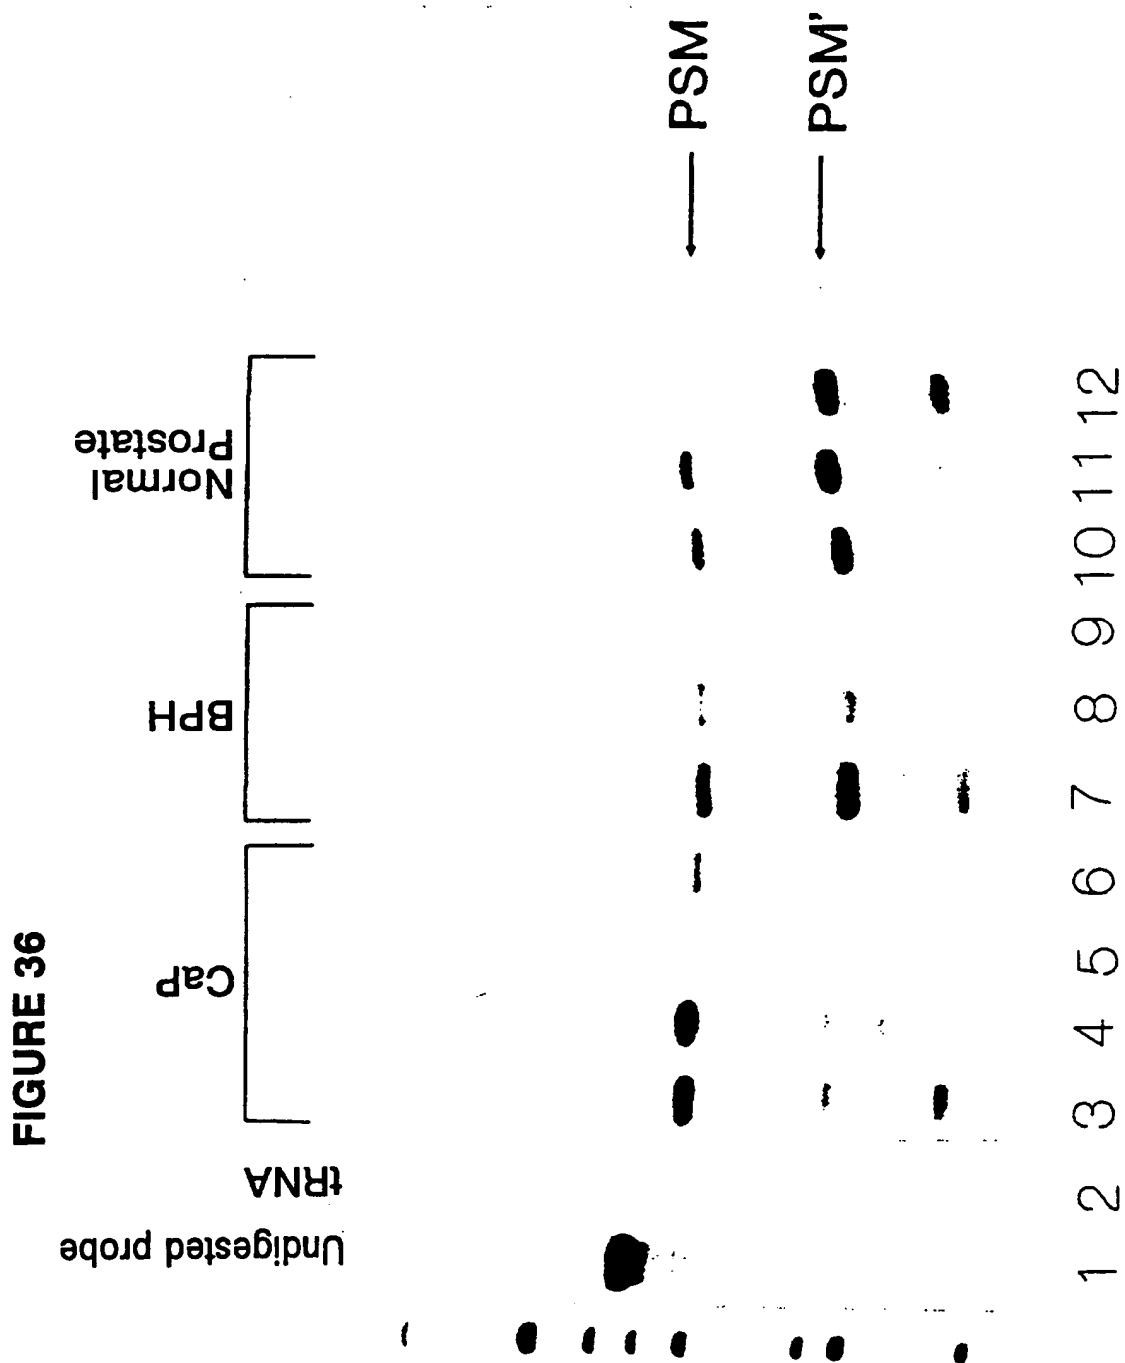 FIGURE 36
Undigested probe
tRNA
CaP
BPH
Normal
Prostate
PSM
PSM'
1 2 3 4 5 6 7 8 9 10 11 12